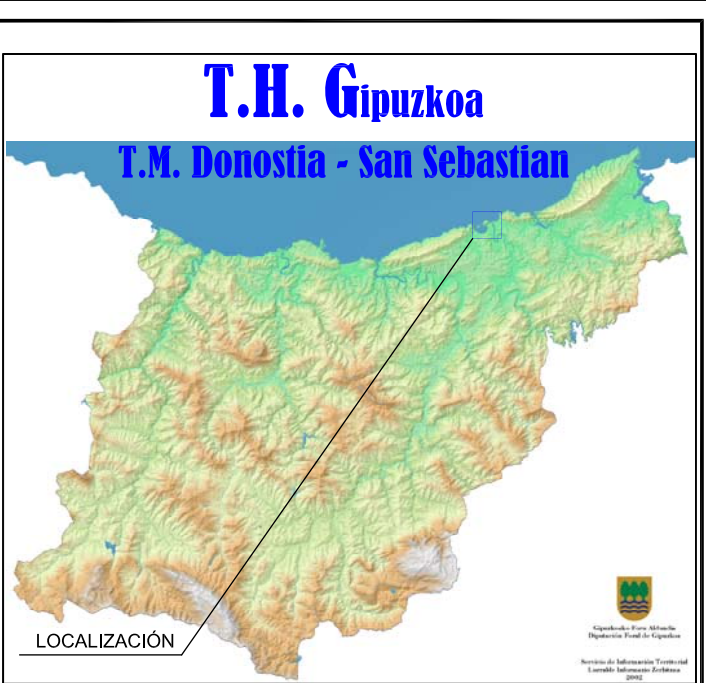 T.H. Gipuzkoa
T.M. Donostia - San Sebastian
LOCALIZACIÓN
Gipuzkoako Foru Aldundia
Diputación Foral de Gipuzkoa
Servicio de Información Territorial
Lurralde Informazio Zerbitzua
2002